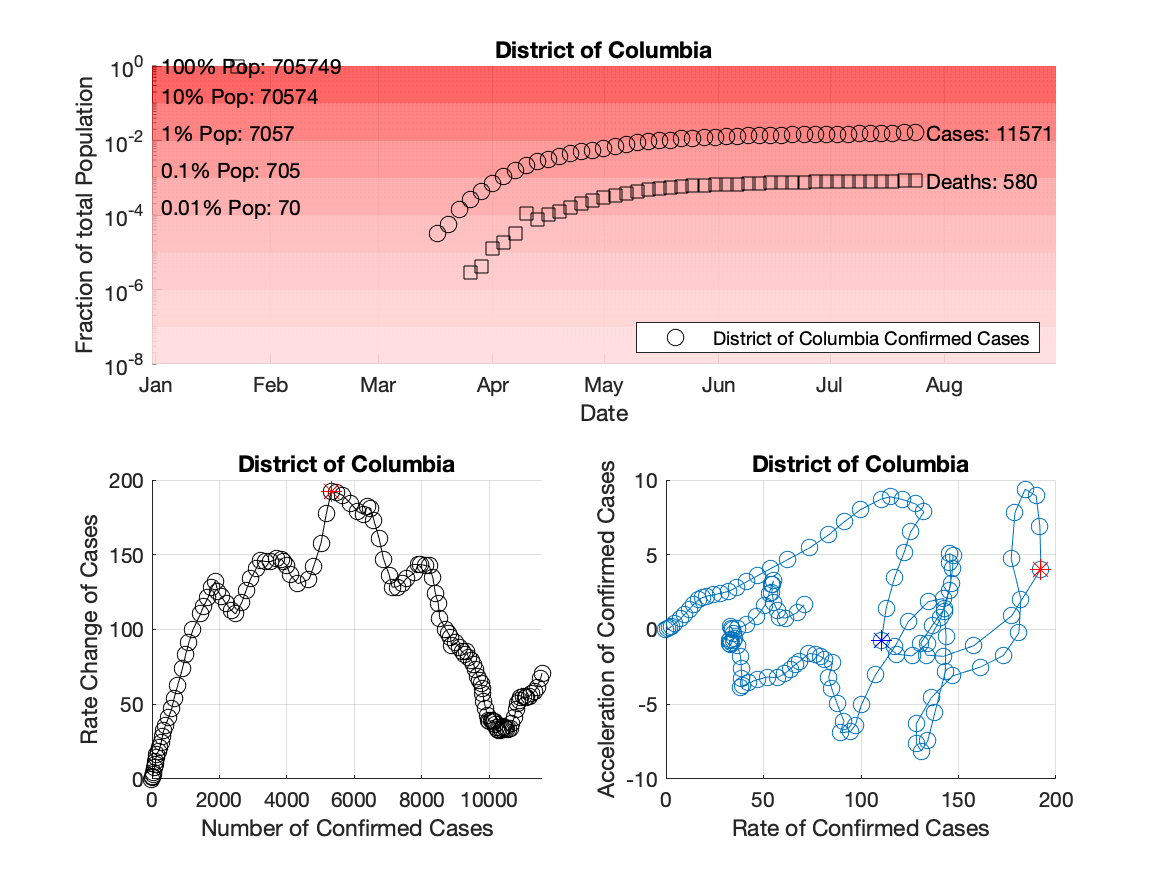 District of Columbia
10^0
10^-2
10^-4
10^-6
10^-8
Fraction of total Population
100% Pop: 705749
10% Pop: 70574
1% Pop: 7057
0.1% Pop: 705
0.01% Pop: 70
Cases: 11571
Deaths: 580
District of Columbia Confirmed Cases
Jan Feb Mar Apr May Jun Jul Aug
Date
District of Columbia
200
150
100
50
0
Rate Change of Cases
0 2000 4000 6000 8000 10000
Number of Confirmed Cases
District of Columbia
10
5
0
-5
-10
Acceleration of Confirmed Cases
0 50 100 150 200
Rate of Confirmed Cases